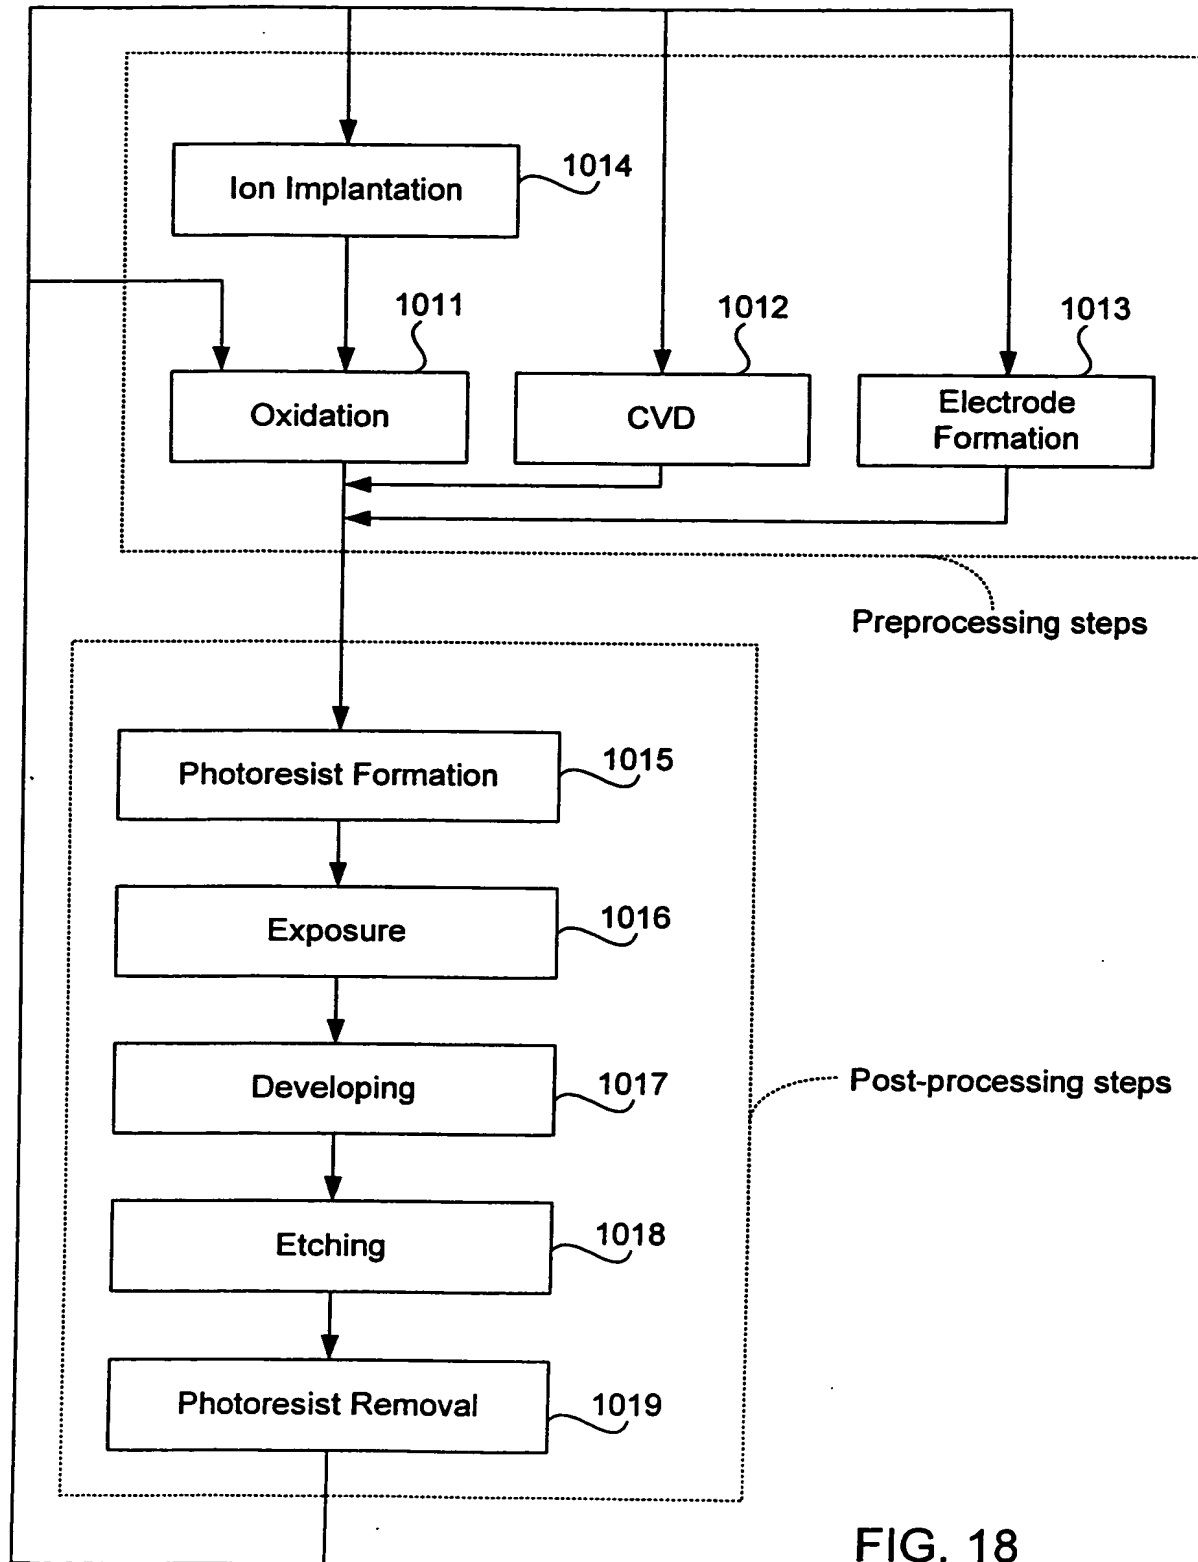 Ion Implantation
1014
1011
1012
1013
Oxidation
CVD
Electrode
Formation
Preprocessing steps
Photoresist Formation
1015
Exposure
1016
Developing
1017
Post-processing steps
Etching
1018
Photoresist Removal
1019
FIG. 18